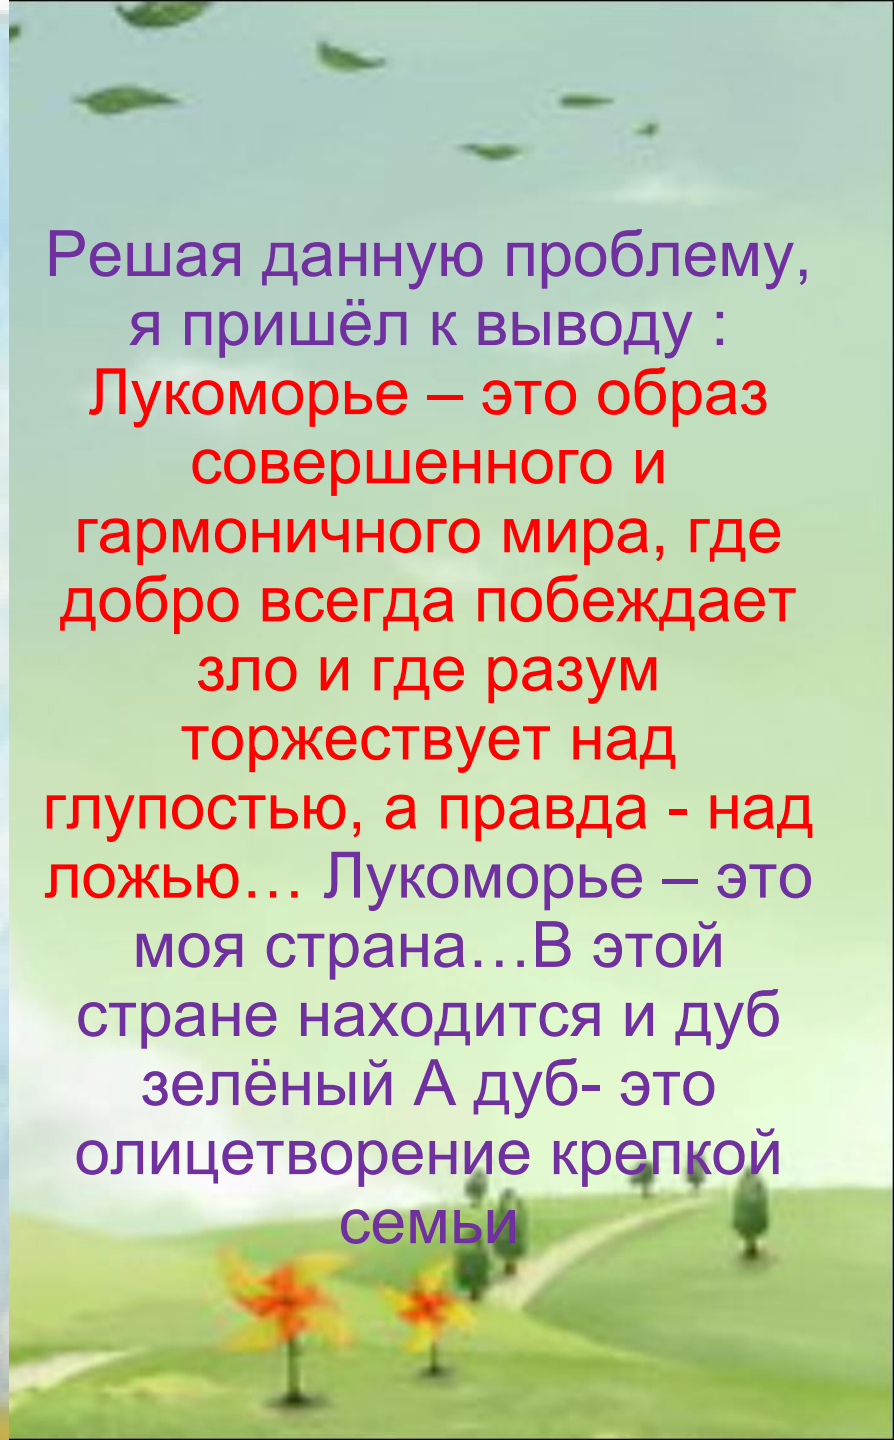 Решая данную проблему,
я пришёл к выводу :
Лукоморье – это образ
совершенного и
гармоничного мира, где
добро всегда побеждает
зло и где разум
торжествует над
глупостью, а правда - над
ложью… Лукоморье – это
моя страна…В этой
стране находится и дуб
зелёный А дуб- это
олицетворение крепкой
семьи